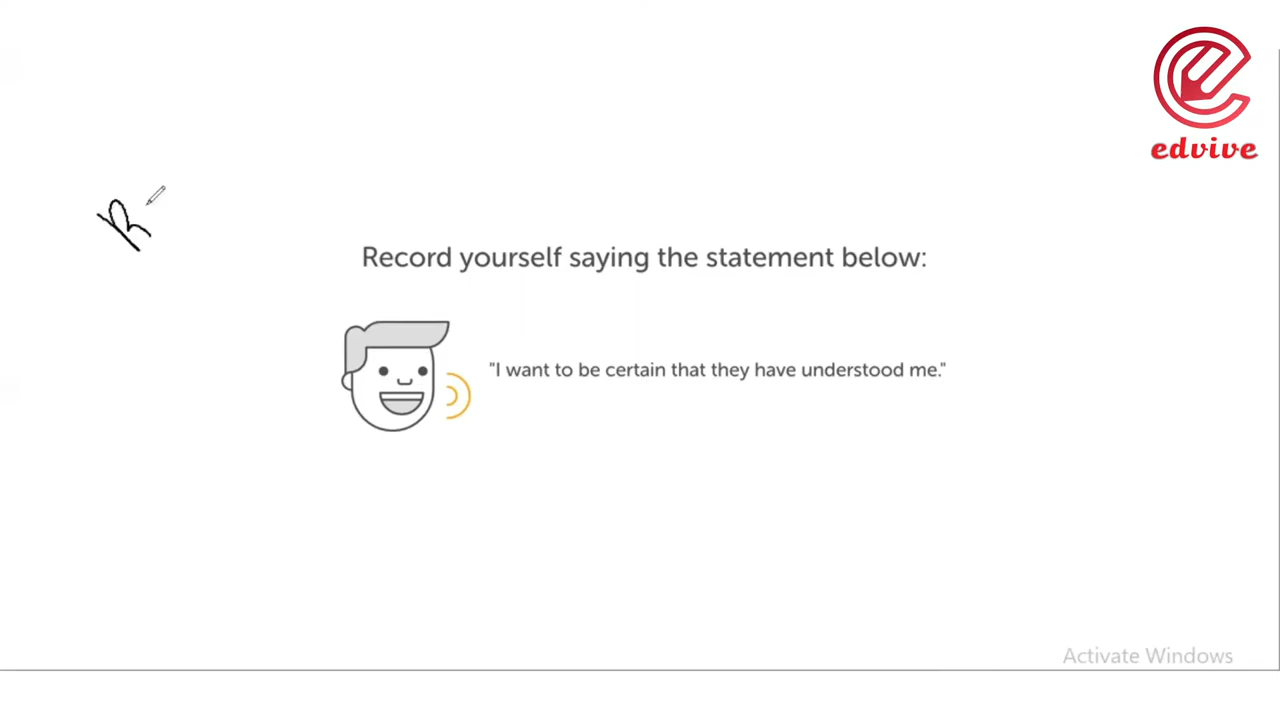 edvive
R
Record yourself saying the statement below:
"I want to be certain that they have understood me."
Activate Windows